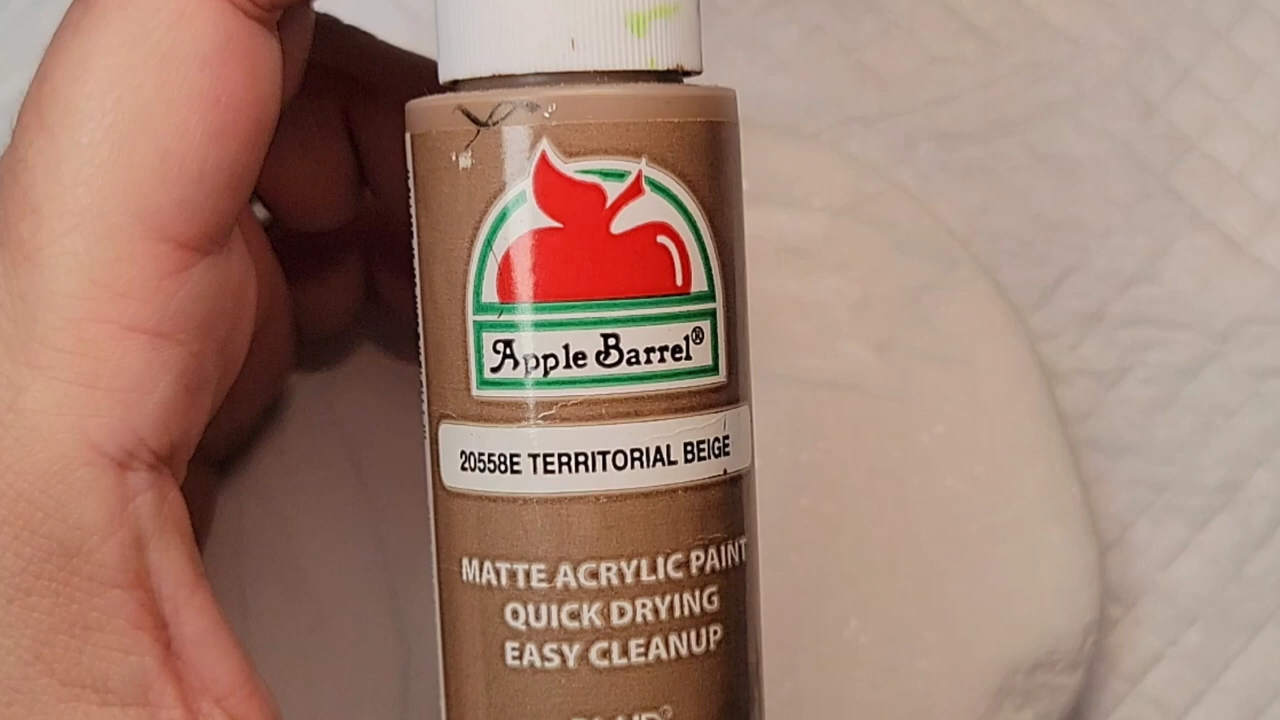 Apple Barrel®
20558E TERRITORIAL BEIGE
MATTE ACRYLIC PAINT
QUICK DRYING
EASY CLEANUP